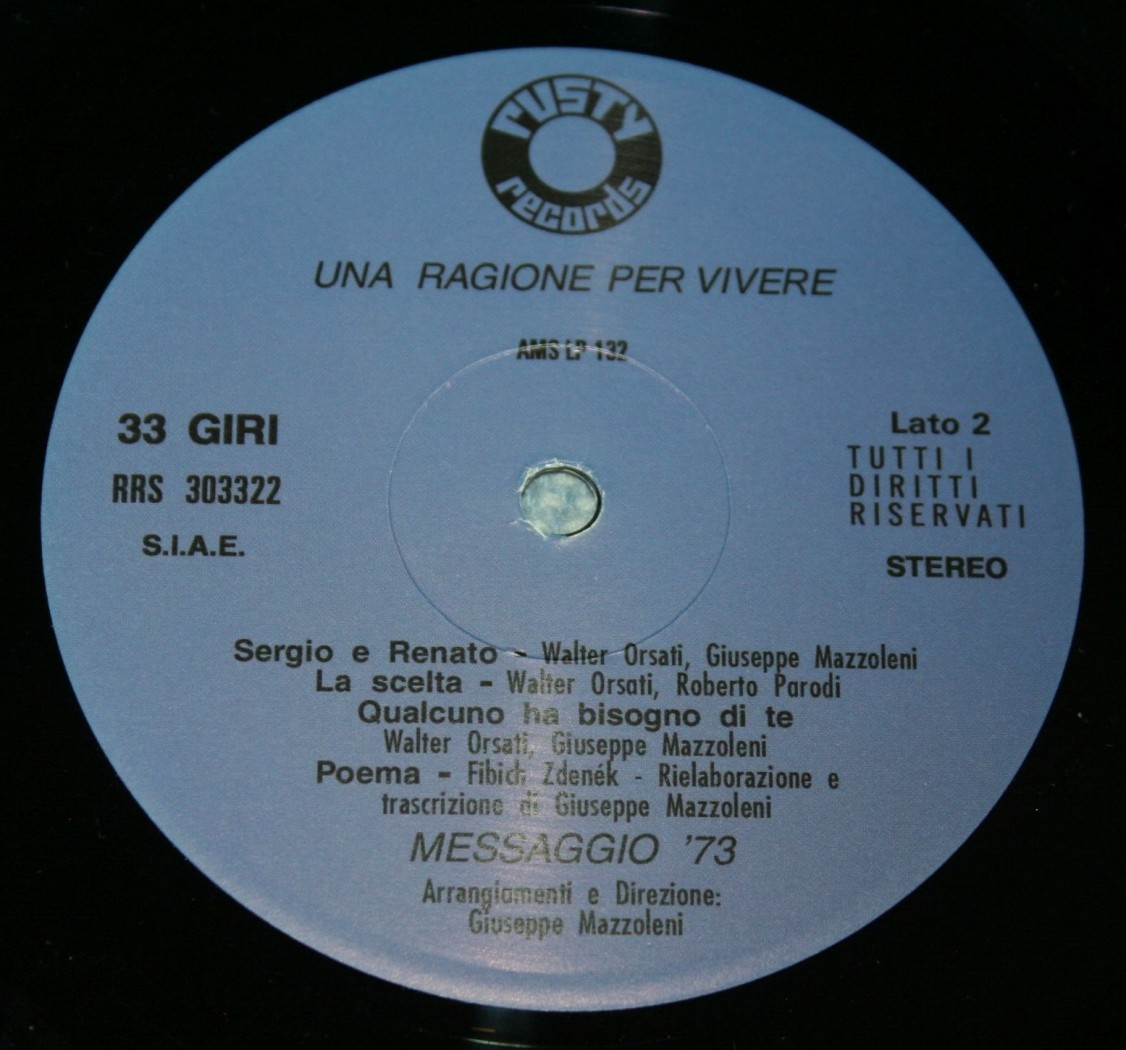 rusty
records
UNA RAGIONE PER VIVERE
AMS LP 132
33 GIRI
RRS 303322
S.I.A.E.
Lato 2
TUTTI I
DIRITTI
RISERVATI
STEREO
Sergio e Renato - Walter Orsati, Giuseppe Mazzoleni
La scelta - Walter Orsati, Roberto Parodi
Qualcuno ha bisogno di te
Walter Orsati, Giuseppe Mazzoleni
Poema - Fibich Zdenék - Rielaborazione e
trascrizione di Giuseppe Mazzoleni
MESSAGGIO '73
Arrangiamenti e Direzione:
Giuseppe Mazzoleni